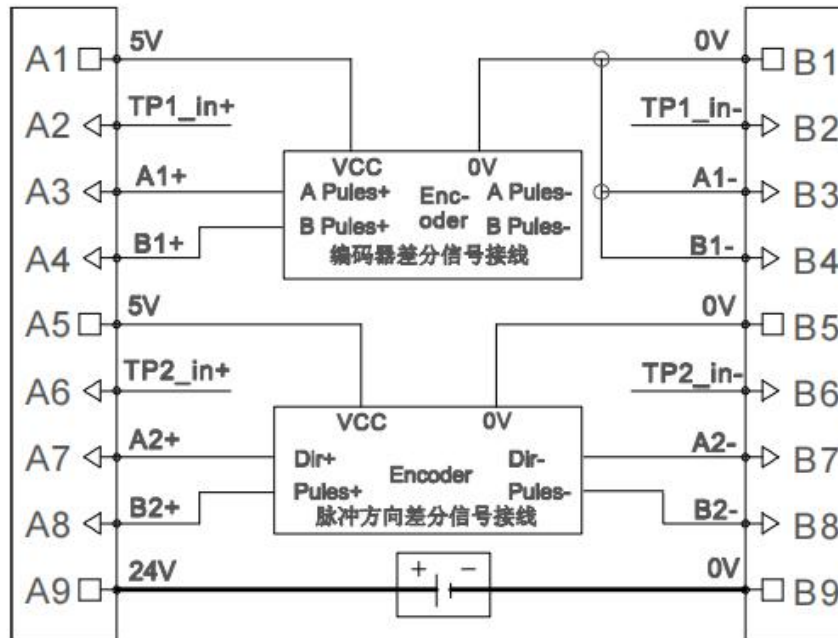 A1 5V 0V B1
A2 TP1_in+ TP1_in- B2
VCC 0V
A3 A1+ A Pules+ Enc- A Pules- A1- B3
B Pules+ oder B Pules-
A4 B1+ 编码器差分信号接线 B1- B4
A5 5V 0V B5
A6 TP2_in+ TP2_in- B6
VCC 0V
A7 A2+ Dir+ Encoder Dir- A2- B7
Pules+ Pules-
A8 B2+ 脉冲方向差分信号接线 B2- B8
A9 24V + − 0V B9